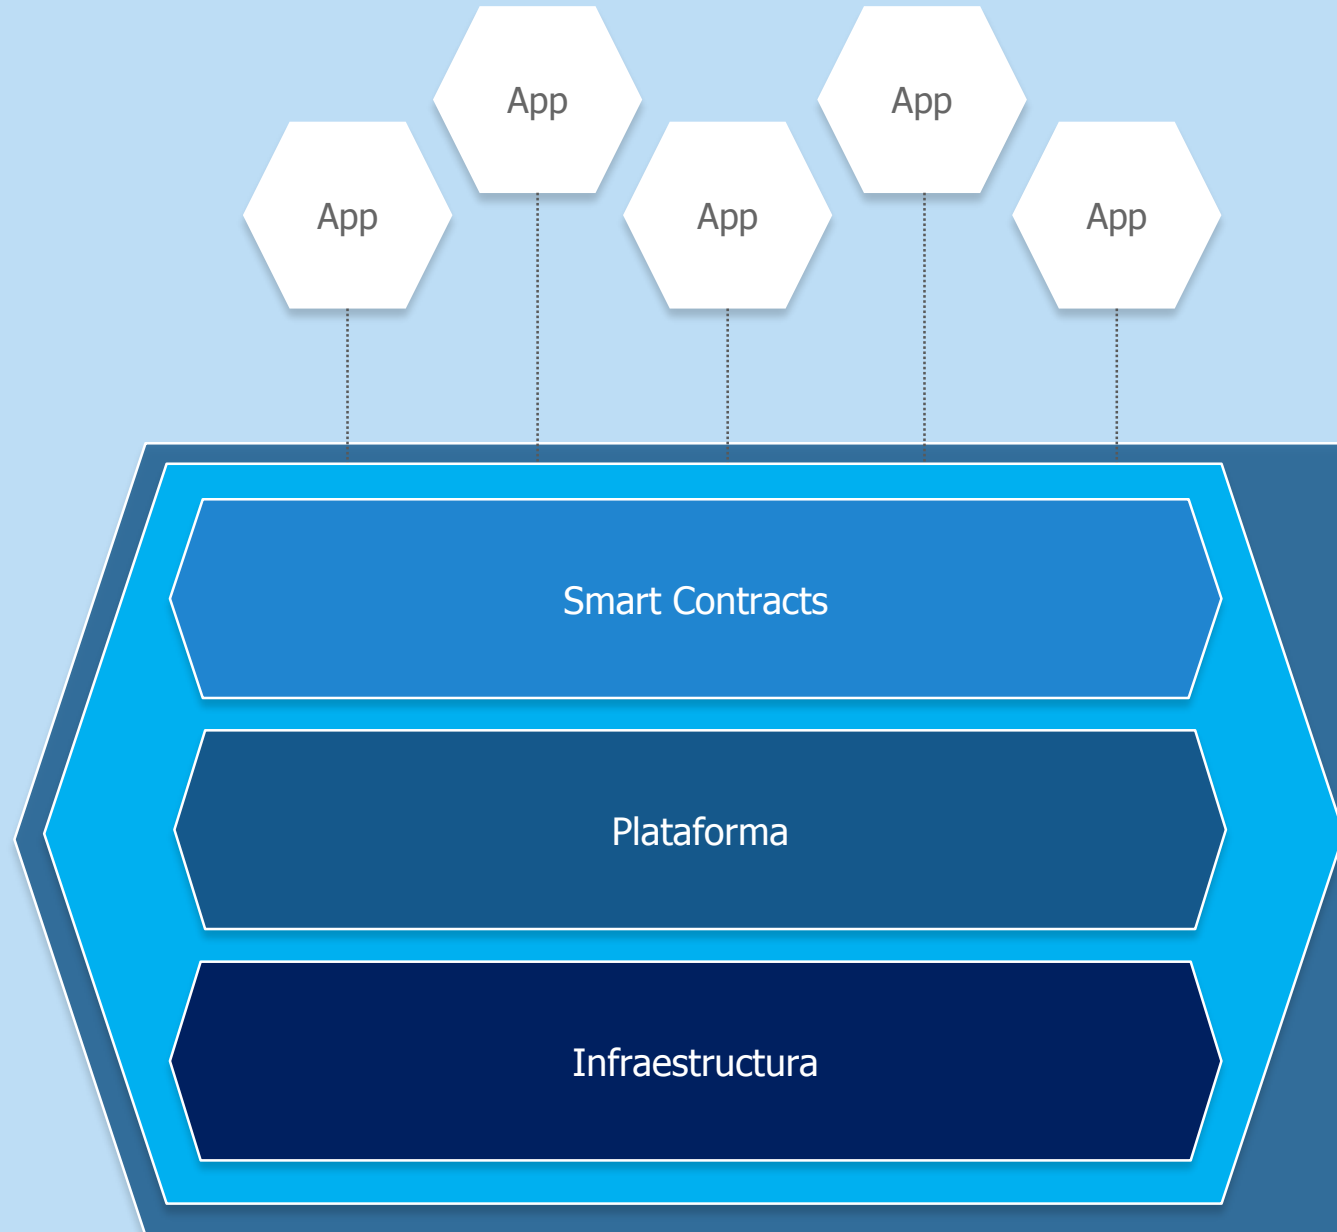 App
App
App
App
App
Smart Contracts
Plataforma
Infraestructura